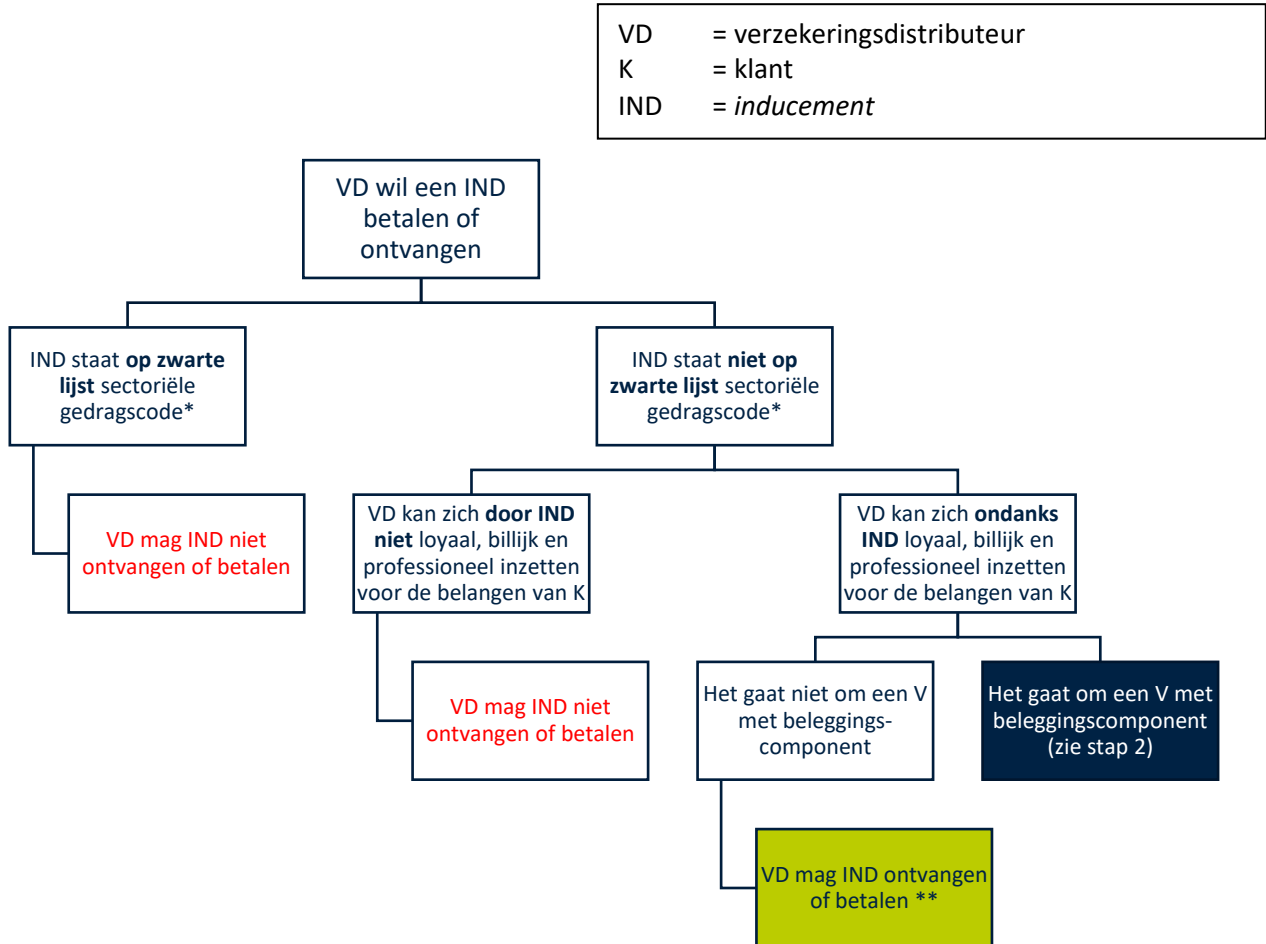 VD = verzekeringsdistributeur
K = klant
IND = inducement
VD wil een IND
betalen of
ontvangen
IND staat op zwarte
lijst sectoriële
gedragscode*
IND staat niet op
zwarte lijst sectoriële
gedragscode*
VD mag IND niet
ontvangen of betalen
VD kan zich door IND
niet loyaal, billijk en
professioneel inzetten
voor de belangen van K
VD kan zich ondanks
IND loyaal, billijk en
professioneel inzetten
voor de belangen van K
VD mag IND niet
ontvangen of betalen
Het gaat niet om een V
met beleggings-
component
Het gaat om een V met
beleggingscomponent
(zie stap 2)
VD mag IND ontvangen
of betalen **